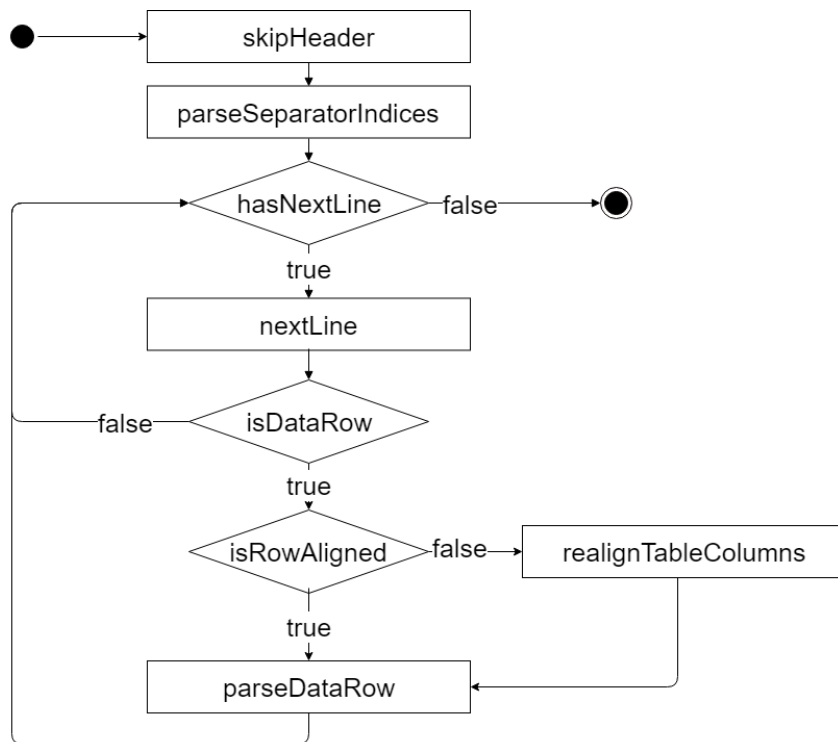 skipHeader
parseSeparatorIndices
hasNextLine
false
true
nextLine
false
isDataRow
true
isRowAligned
false
realignTableColumns
true
parseDataRow